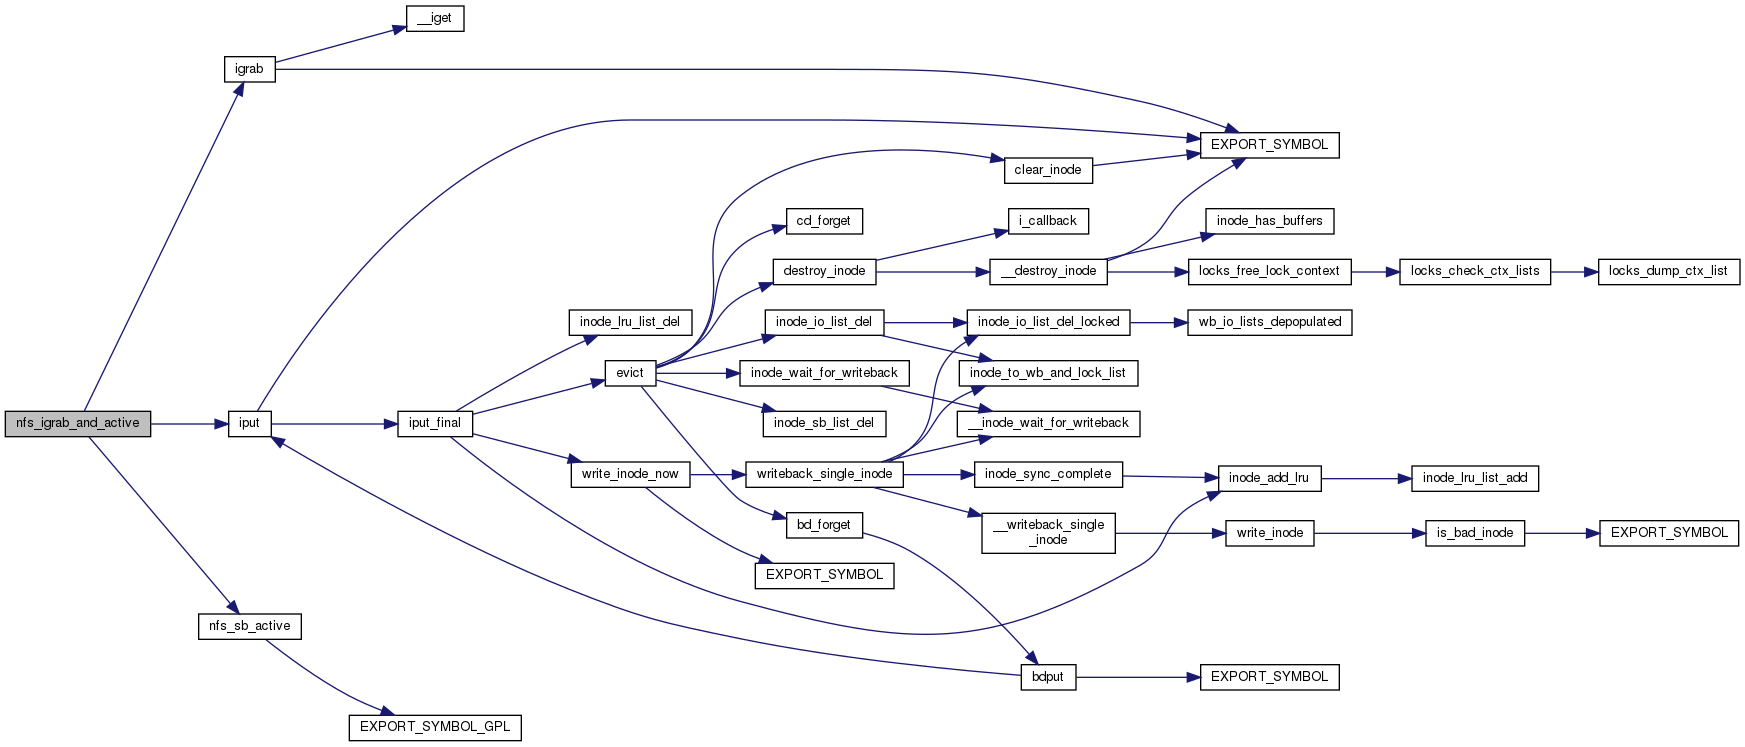 __iget
igrab
EXPORT_SYMBOL
clear_inode
cd_forget
i_callback
inode_has_buffers
destroy_inode
__destroy_inode
locks_free_lock_context
locks_check_ctx_lists
locks_dump_ctx_list
inode_lru_list_del
inode_io_list_del
inode_io_list_del_locked
wb_io_lists_depopulated
evict
inode_wait_for_writeback
inode_to_wb_and_lock_list
nfs_igrab_and_active
iput
iput_final
inode_sb_list_del
__inode_wait_for_writeback
write_inode_now
writeback_single_inode
inode_sync_complete
inode_add_lru
inode_lru_list_add
bd_forget
__writeback_single
_inode
write_inode
is_bad_inode
EXPORT_SYMBOL
EXPORT_SYMBOL
nfs_sb_active
bdput
EXPORT_SYMBOL
EXPORT_SYMBOL_GPL